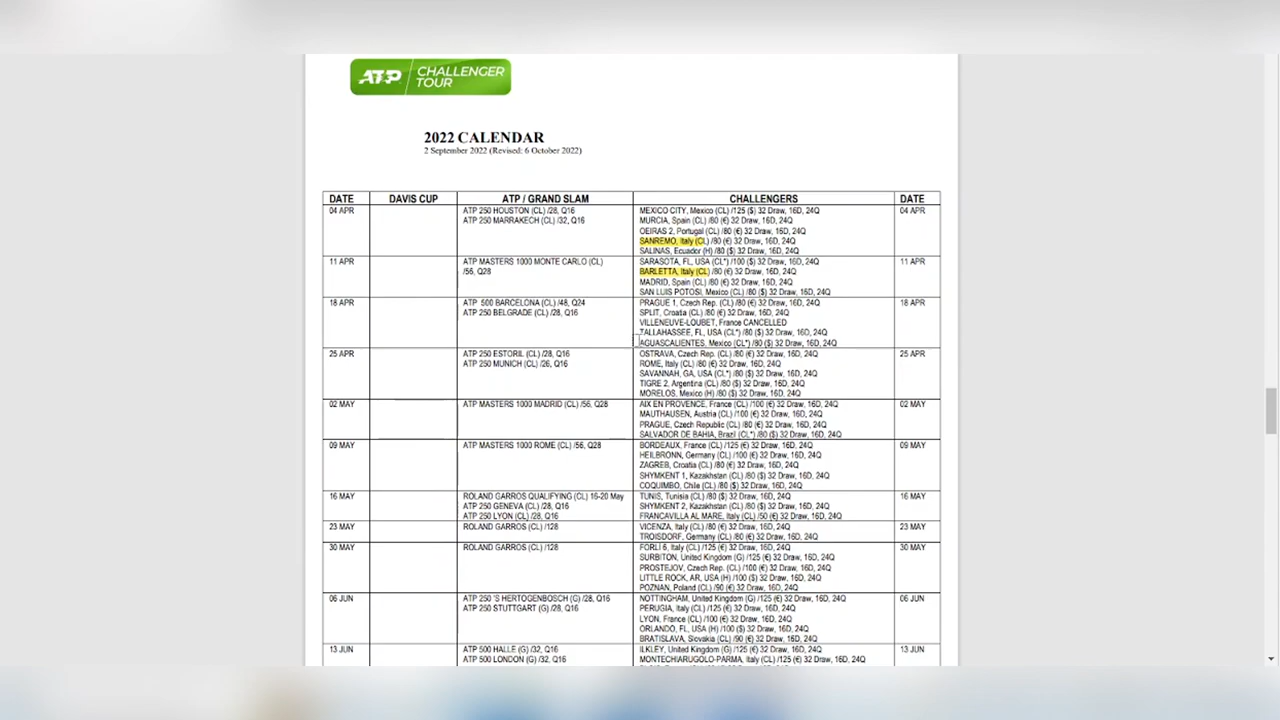 ATP CHALLENGER TOUR
2022 CALENDAR
2 September 2022 (Revised: 6 October 2022)
DATE DAVIS CUP ATP / GRAND SLAM CHALLENGERS DATE
04 APR ATP 250 HOUSTON (CL) /28, Q16 MEXICO CITY, Mexico (CL) /125 ($) 32 Draw, 16D, 24Q 04 APR
ATP 250 MARRAKECH (CL) /32, Q16 MURCIA, Spain (CL) /80 (€) 32 Draw, 16D, 24Q
OEIRAS 2, Portugal (CL) /80 (€) 32 Draw, 16D, 24Q
SANREMO, Italy (CL) /80 (€) 32 Draw, 16D, 24Q
SALINAS, Ecuador (H) /80 ($) 32 Draw, 16D, 24Q
11 APR ATP MASTERS 1000 MONTE CARLO (CL) SARASOTA, FL, USA (CL*) /100 ($) 32 Draw, 16D, 24Q 11 APR
/56, Q28 BARLETTA, Italy (CL) /80 (€) 32 Draw, 16D, 24Q
MADRID, Spain (CL) /80 (€) 32 Draw, 16D, 24Q
SAN LUIS POTOSI, Mexico (CL) /80 ($) 32 Draw, 16D, 24Q
18 APR ATP 500 BARCELONA (CL) /48, Q24 PRAGUE 1, Czech Rep. (CL) /80 (€) 32 Draw, 16D, 24Q 18 APR
ATP 250 BELGRADE (CL) /28, Q16 SPLIT, Croatia (CL) /80 (€) 32 Draw, 16D, 24Q
VILLENEUVE-LOUBET, France CANCELLED
TALLAHASSEE, FL, USA (CL*) /80 ($) 32 Draw, 16D, 24Q
AGUASCALIENTES, Mexico (CL*) /80 ($) 32 Draw, 16D, 24Q
25 APR ATP 250 ESTORIL (CL) /28, Q16 OSTRAVA, Czech Rep. (CL) /80 (€) 32 Draw, 16D, 24Q 25 APR
ATP 250 MUNICH (CL) /26, Q16 ROME, Italy (CL) /80 (€) 32 Draw, 16D, 24Q
SAVANNAH, GA, USA (CL*) /80 ($) 32 Draw, 16D, 24Q
TIGRE 2, Argentina (CL) /80 ($) 32 Draw, 16D, 24Q
MORELOS, Mexico (H) /80 ($) 32 Draw, 16D, 24Q
02 MAY ATP MASTERS 1000 MADRID (CL) /56, Q28 AIX EN PROVENCE, France (CL) /100 (€) 32 Draw, 16D, 24Q 02 MAY
MAUTHAUSEN, Austria (CL) /100 (€) 32 Draw, 16D, 24Q
PRAGUE, Czech Republic (CL) /80 (€) 32 Draw, 16D, 24Q
SALVADOR DE BAHIA, Brazil (CL*) /80 ($) 32 Draw, 16D, 24Q
09 MAY ATP MASTERS 1000 ROME (CL) /56, Q28 BORDEAUX, France (CL) /125 (€) 32 Draw, 16D, 24Q 09 MAY
HEILBRONN, Germany (CL) /100 (€) 32 Draw, 16D, 24Q
ZAGREB, Croatia (CL) /80 (€) 32 Draw, 16D, 24Q
SHYMKENT 1, Kazakhstan (CL) /80 ($) 32 Draw, 16D, 24Q
COQUIMBO, Chile (CL) /80 ($) 32 Draw, 16D, 24Q
16 MAY ROLAND GARROS QUALIFYING (CL) 16-20 May TUNIS, Tunisia (CL) /80 ($) 32 Draw, 16D, 24Q 16 MAY
ATP 250 GENEVA (CL) /28, Q16 SHYMKENT 2, Kazakhstan (CL) /80 ($) 32 Draw, 16D, 24Q
ATP 250 LYON (CL) /28, Q16 FRANCAVILLA AL MARE, Italy (CL) /50 (€) 32 Draw, 16D, 24Q
23 MAY ROLAND GARROS (CL) /128 VICENZA, Italy (CL) /80 (€) 32 Draw, 16D, 24Q 23 MAY
TROISDORF, Germany (CL) /80 (€) 32 Draw, 16D, 24Q
30 MAY ROLAND GARROS (CL) /128 FORLÌ 6, Italy (CL) /125 (€) 32 Draw, 16D, 24Q 30 MAY
SURBITON, United Kingdom (G) /125 (€) 32 Draw, 16D, 24Q
PROSTEJOV, Czech Rep. (CL) /100 (€) 32 Draw, 16D, 24Q
LITTLE ROCK, AR, USA (H) /100 ($) 32 Draw, 16D, 24Q
POZNAN, Poland (CL) /90 (€) 32 Draw, 16D, 24Q
06 JUN ATP 250 'S HERTOGENBOSCH (G) /28, Q16 NOTTINGHAM, United Kingdom (G) /125 (€) 32 Draw, 16D, 24Q 06 JUN
ATP 250 STUTTGART (G) /28, Q16 PERUGIA, Italy (CL) /125 (€) 32 Draw, 16D, 24Q
LYON, France (CL) /100 (€) 32 Draw, 16D, 24Q
ORLANDO, FL, USA (H) /100 ($) 32 Draw, 16D, 24Q
BRATISLAVA, Slovakia (CL) /90 (€) 32 Draw, 16D, 24Q
13 JUN ATP 500 HALLE (G) /32, Q16 ILKLEY, United Kingdom (G) /125 (€) 32 Draw, 16D, 24Q 13 JUN
ATP 500 LONDON (G) /32, Q16 MONTECHIARUGOLO-PARMA, Italy (CL) /125 (€) 32 Draw, 16D, 24Q